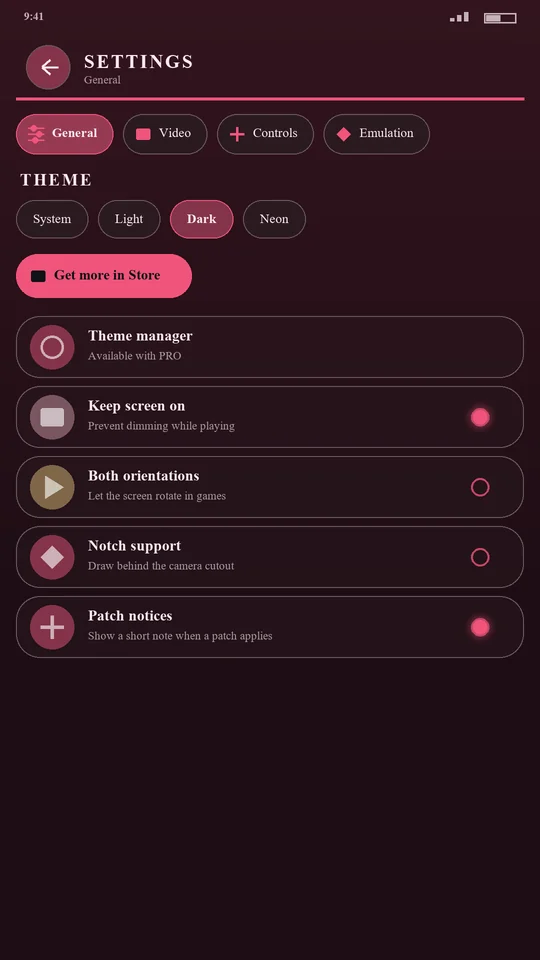 9:41
SETTINGS
General
General
Video
Controls
Emulation
THEME
System
Light
Dark
Neon
Get more in Store
Theme manager
Available with PRO
Keep screen on
Prevent dimming while playing
Both orientations
Let the screen rotate in games
Notch support
Draw behind the camera cutout
Patch notices
Show a short note when a patch applies